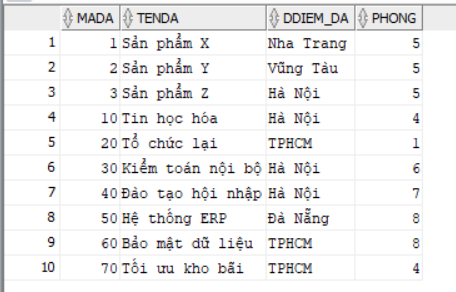 MADA TENDA DDIEM_DA PHONG
1 1 Sản phẩm X Nha Trang 5
2 2 Sản phẩm Y Vũng Tàu 5
3 3 Sản phẩm Z Hà Nội 5
4 10 Tin học hóa Hà Nội 4
5 20 Tổ chức lại TPHCM 1
6 30 Kiểm toán nội bộ Hà Nội 6
7 40 Đào tạo hội nhập Hà Nội 7
8 50 Hệ thống ERP Đà Nẵng 8
9 60 Bảo mật dữ liệu TPHCM 8
10 70 Tối ưu kho bãi TPHCM 4